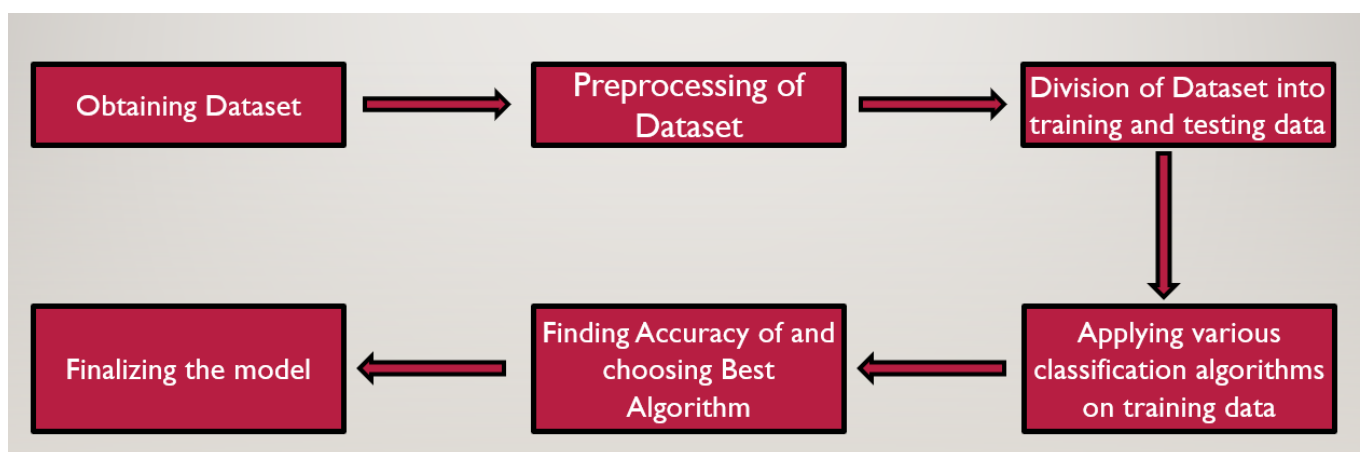 Obtaining Dataset
Preprocessing of
Dataset
Division of Dataset into
training and testing data
Applying various
classification algorithms
on training data
Finding Accuracy of and
choosing Best
Algorithm
Finalizing the model